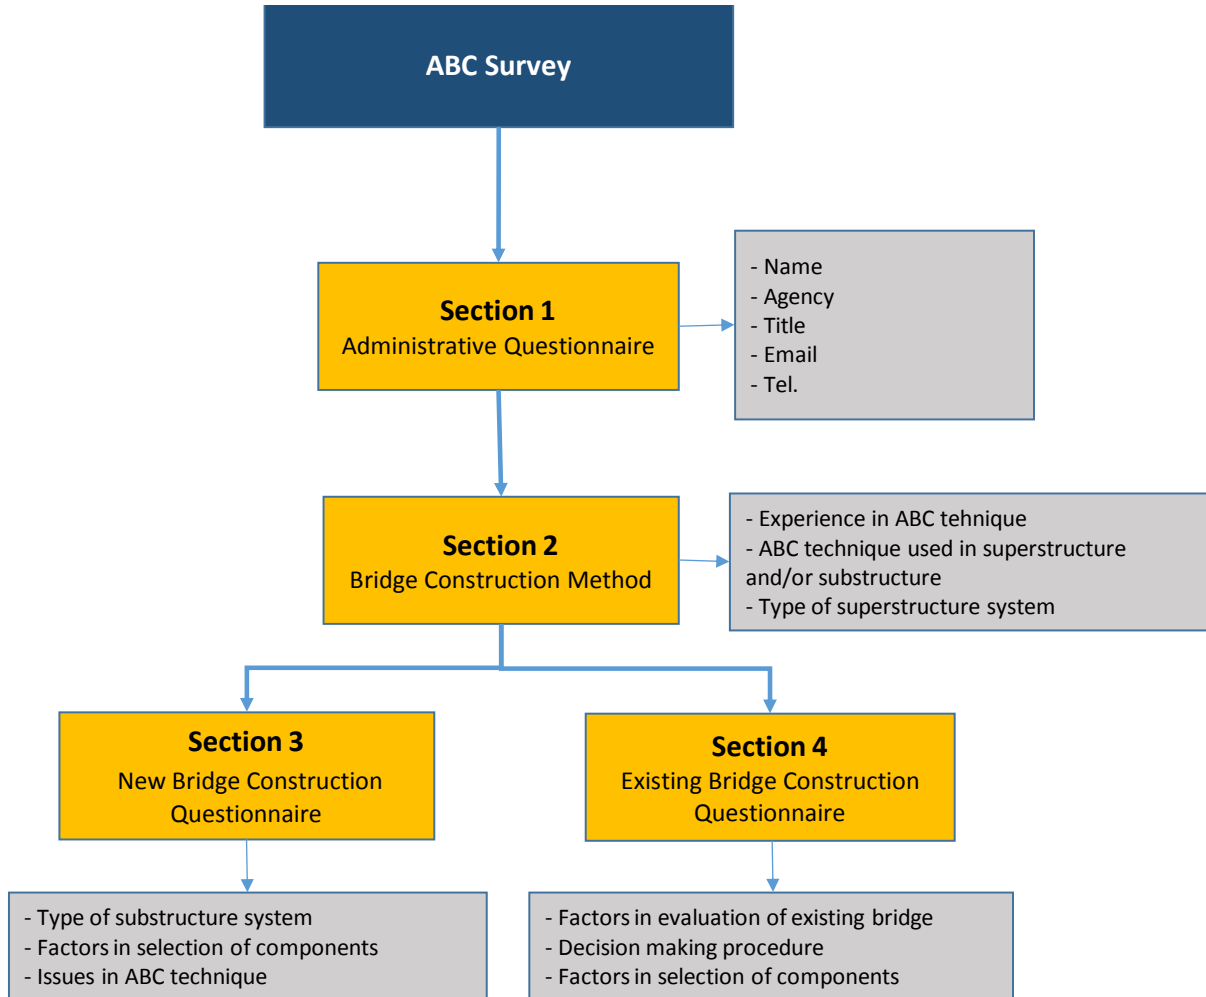 ABC Survey
Section 1
Administrative Questionnaire
- Name
- Agency
- Title
- Email
- Tel.
Section 2
Bridge Construction Method
- Experience in ABC tehnique
- ABC technique used in superstructure
and/or substructure
- Type of superstructure system
Section 3
New Bridge Construction
Questionnaire
Section 4
Existing Bridge Construction
Questionnaire
- Type of substructure system
- Factors in selection of components
- Issues in ABC technique
- Factors in evaluation of existing bridge
- Decision making procedure
- Factors in selection of components